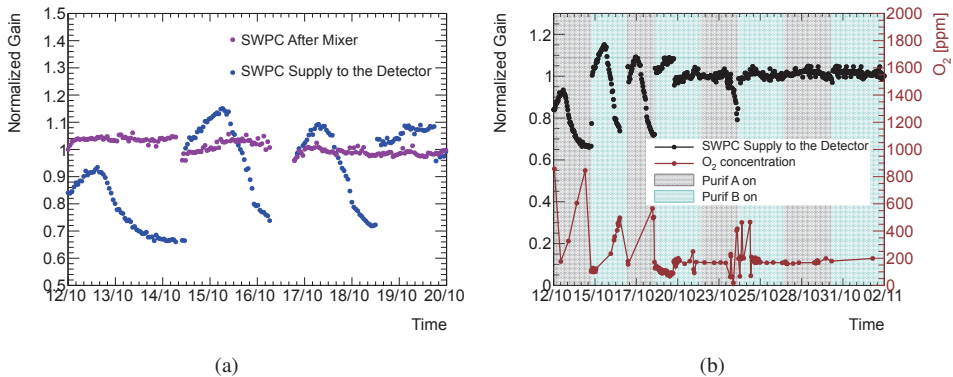 Normalized Gain
1.5
1.4
1.3
1.2
1.1
1
0.9
0.8
0.7
0.6
0.5
SWPC After Mixer
SWPC Supply to the Detector
12/10 13/10 14/10 15/10 16/10 17/10 18/10 19/10 20/10
Time
(a)
Normalized Gain
1.2
1
0.8
0.6
0.4
0.2
0
SWPC Supply to the Detector
O₂ concentration
Purif A on
Purif B on
2000
1800
1600
1400
1200
1000
800
600
400
200
0
O₂ [ppm]
12/10 15/10 17/10 20/10 23/10 25/10 28/10 31/10 02/11
Time
(b)